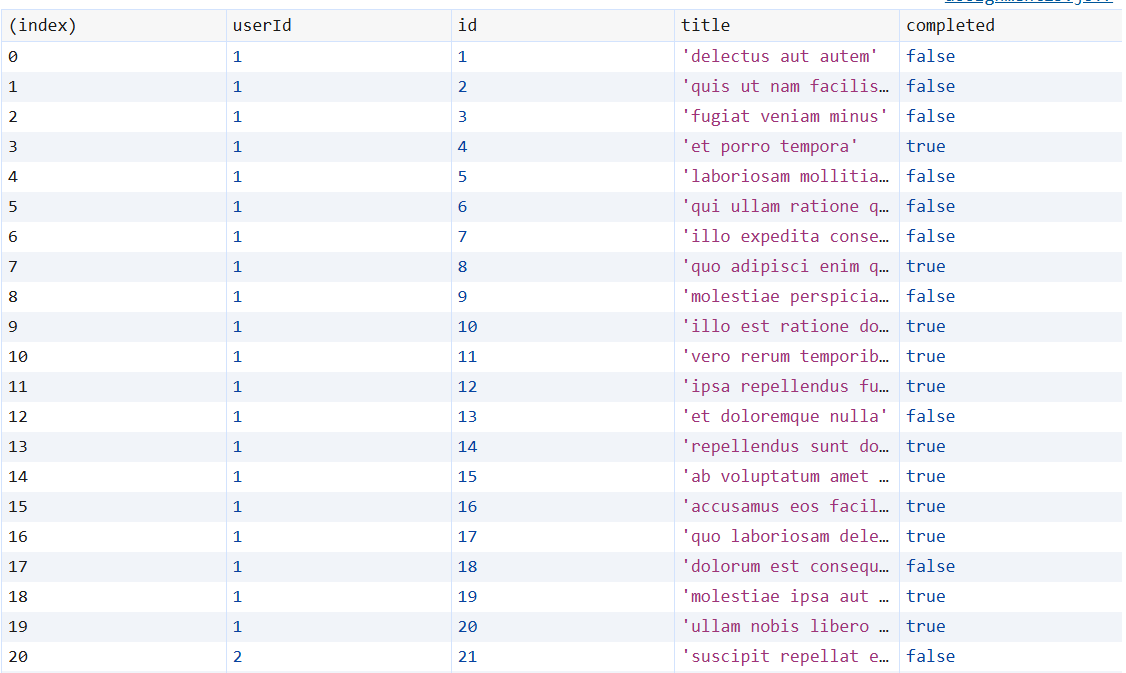 (index) userId id title completed
0 1 1 'delectus aut autem' false
1 1 2 'quis ut nam facilis… false
2 1 3 'fugiat veniam minus' false
3 1 4 'et porro tempora' true
4 1 5 'laboriosam mollitia… false
5 1 6 'qui ullam ratione q… false
6 1 7 'illo expedita conse… false
7 1 8 'quo adipisci enim q… true
8 1 9 'molestiae perspicia… false
9 1 10 'illo est ratione do… true
10 1 11 'vero rerum temporib… true
11 1 12 'ipsa repellendus fu… true
12 1 13 'et doloremque nulla' false
13 1 14 'repellendus sunt do… true
14 1 15 'ab voluptatum amet … true
15 1 16 'accusamus eos facil… true
16 1 17 'quo laboriosam dele… true
17 1 18 'dolorum est consequ… false
18 1 19 'molestiae ipsa aut … true
19 1 20 'ullam nobis libero … true
20 2 21 'suscipit repellat e… false